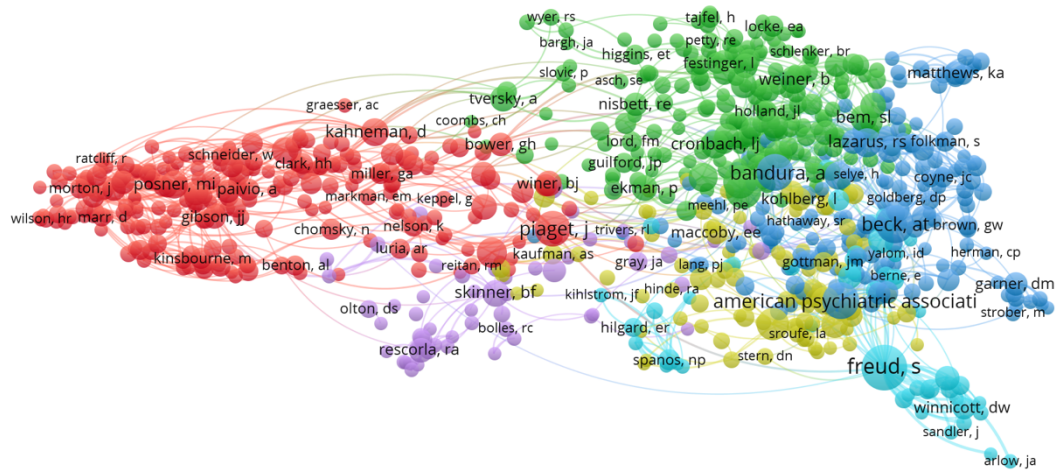 wyer, rs
tajfel, h
locke, ea
bargh, ja
petty, re
higgins, et
festinger, l
schlenker, br
slovic, p
asch, se
weiner, b
matthews, ka
graesser, ac
tversky, a
nisbett, re
holland, jl
coombs, ch
kahneman, d
bower, gh
lord, fm
cronbach, lj
bem, sl
lazarus, rs
folkman, s
ratcliff, r
schneider, w
clark, hh
miller, ga
guilford, jp
bandura, a
selye, h
coyne, jc
morton, j
posner, mi
paivio, a
markman, em
keppel, g
winer, bj
ekman, p
meehl, pe
kohlberg, l
goldberg, dp
wilson, hr
marr, d
gibson, jj
chomsky, n
nelson, k
piaget, j
trivers, rl
maccoby, ee
hathaway, sr
beck, at
brown, gw
kinsbourne, m
benton, al
luria, ar
reitan, rm
kaufman, as
gray, ja
lang, pj
gottman, jm
yalom, id
herman, cp
berne, e
olton, ds
skinner, bf
kihlstrom, jf
hinde, ra
american psychiatric associati
garner, dm
strober, m
bolles, rc
hilgard, er
sroufe, la
rescorla, ra
spanos, np
stern, dn
freud, s
winnicott, dw
sandler, j
arlow, ja